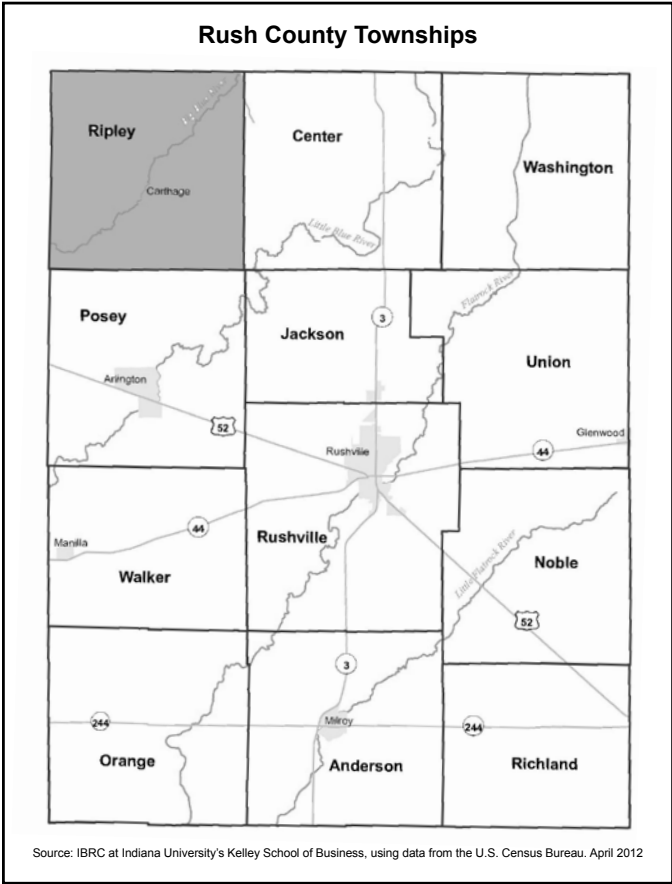 Rush County Townships
Ripley
Center
Washington
Carthage
Little Blue River
Flatrock River
Posey
Jackson
3
Union
Arlington
52
Glenwood
44
Rushville
44
Rushville
Manilla
Walker
Little Flatrock River
Noble
52
3
244
Milroy
244
Orange
Anderson
Richland
Source: IBRC at Indiana University's Kelley School of Business, using data from the U.S. Census Bureau. April 2012